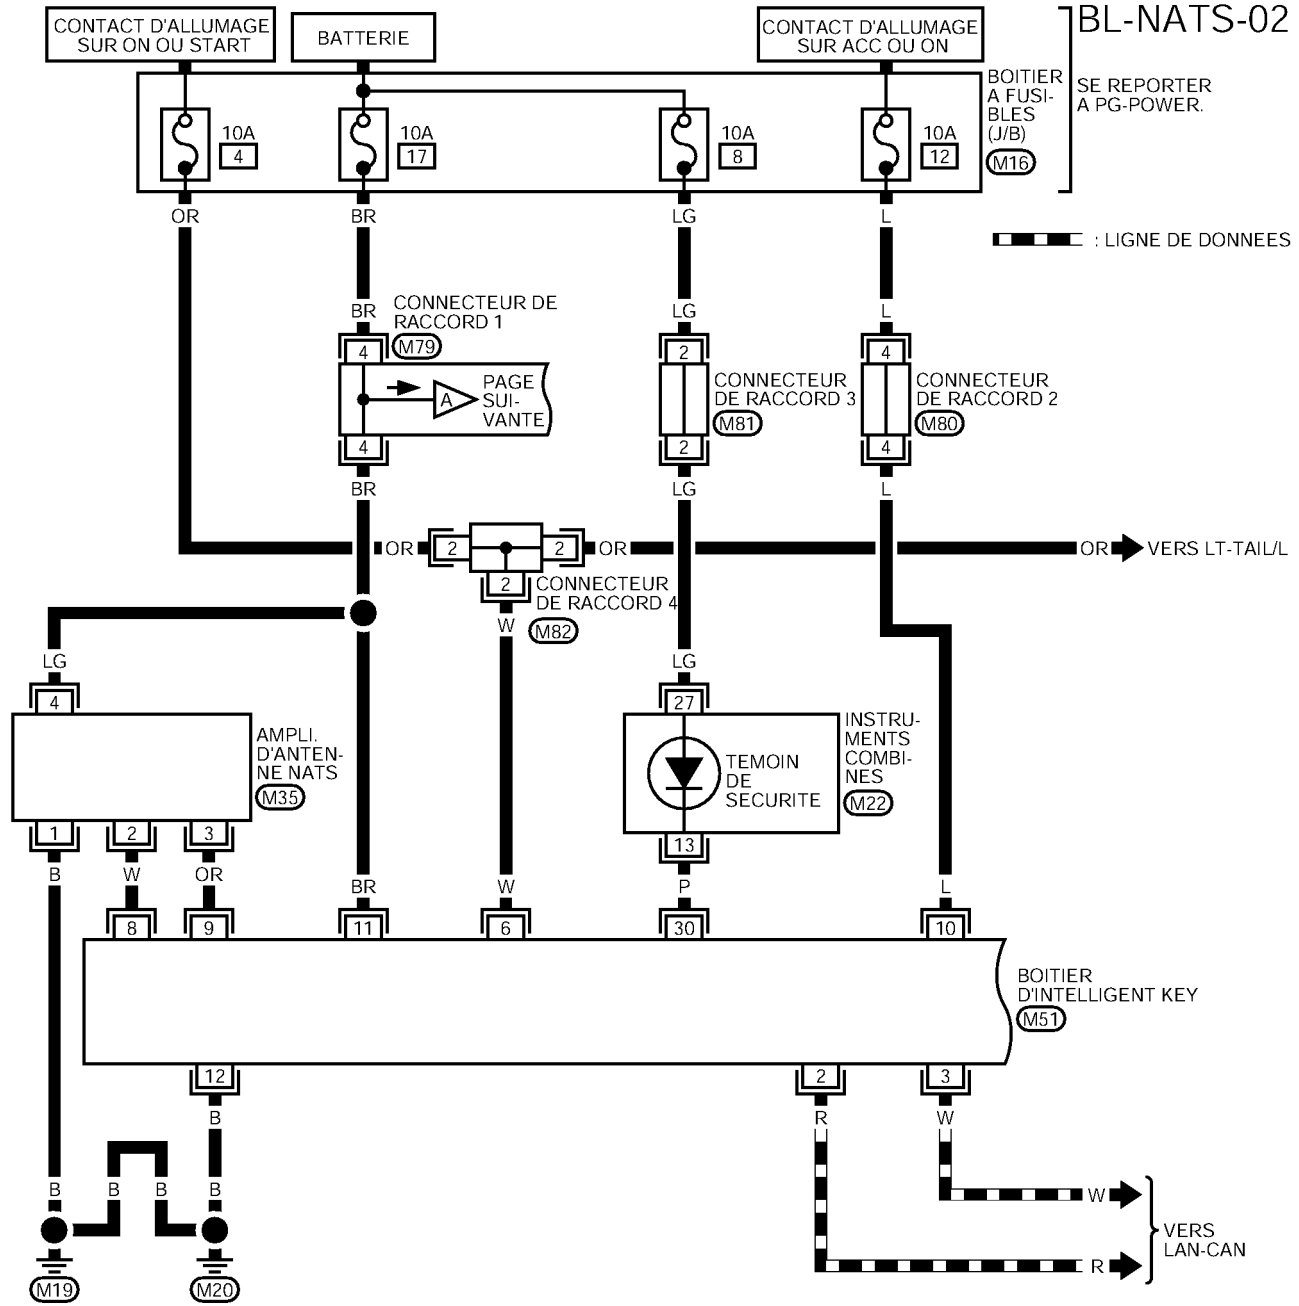 BL-NATS-02
CONTACT D'ALLUMAGE
SUR ON OU START
BATTERIE
CONTACT D'ALLUMAGE
SUR ACC OU ON
BOITIER
A FUSI-
BLES
(J/B)
M16
SE REPORTER
A PG-POWER.
10A
4
10A
17
10A
8
10A
12
OR
BR
LG
L
: LIGNE DE DONNEES
BR
LG
L
CONNECTEUR DE
RACCORD 1
M79
4
2
4
A
PAGE
SUI-
VANTE
CONNECTEUR
DE RACCORD 3
M81
CONNECTEUR
DE RACCORD 2
M80
4
2
4
BR
LG
L
OR
2
2
OR
OR
VERS LT-TAIL/L
2
CONNECTEUR
DE RACCORD 4
M82
W
LG
LG
4
27
AMPLI.
D'ANTEN-
NE NATS
M35
TEMOIN
DE
SECURITE
INSTRU-
MENTS
COMBI-
NES
M22
1
2
3
13
B
W
OR
BR
W
P
L
8
9
11
6
30
10
BOITIER
D'INTELLIGENT KEY
M51
12
2
3
B
R
W
B
B
B
B
W
R
VERS
LAN-CAN
M19
M20